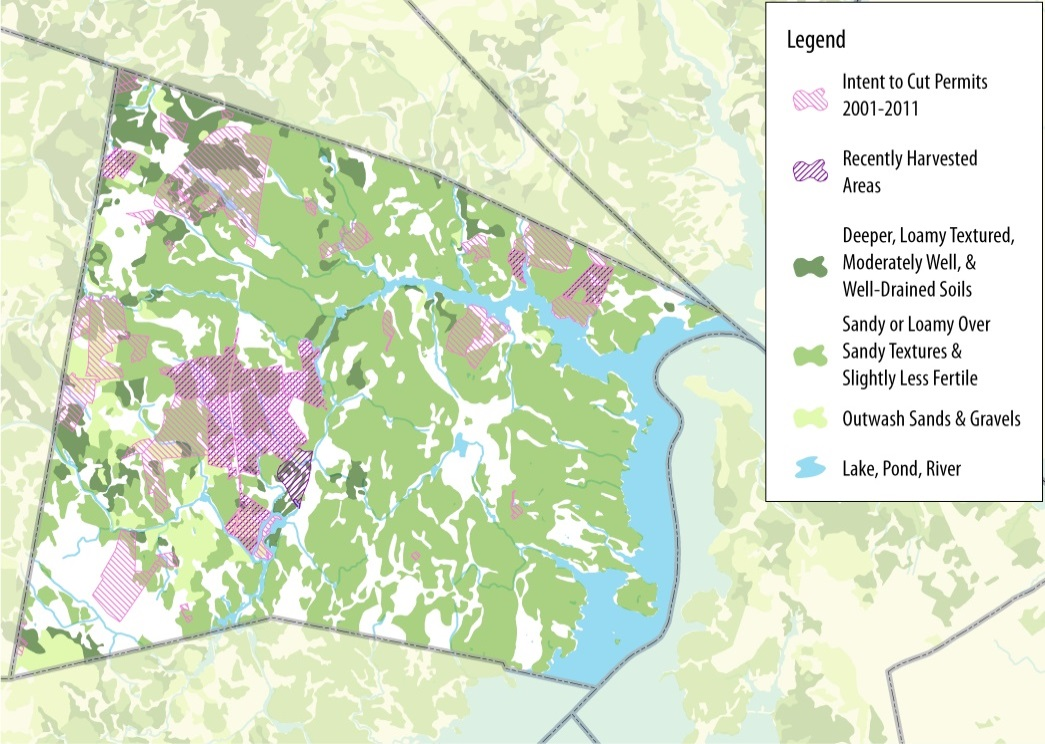 Legend
Intent to Cut Permits
2001-2011
Recently Harvested
Areas
Deeper, Loamy Textured,
Moderately Well, &
Well-Drained Soils
Sandy or Loamy Over
Sandy Textures &
Slightly Less Fertile
Outwash Sands & Gravels
Lake, Pond, River